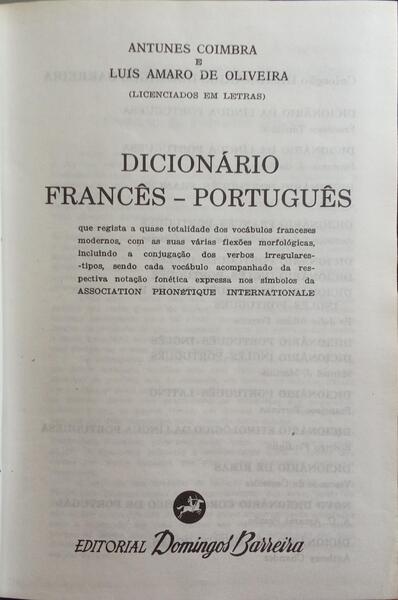 ANTUNES COIMBRA
E
LUÍS AMARO DE OLIVEIRA
(LICENCIADOS EM LETRAS)
DICIONÁRIO
FRANCÊS – PORTUGUÊS
que regista a quase totalidade dos vocábulos franceses
modernos, com as suas várias flexões morfológicas,
incluindo a conjugação dos verbos irregulares-
-tipos, sendo cada vocábulo acompanhado da res-
pectiva notação fonética expressa nos símbolos da
ASSOCIATION PHONÉTIQUE INTERNATIONALE
EDITORIAL Domingos Barreira